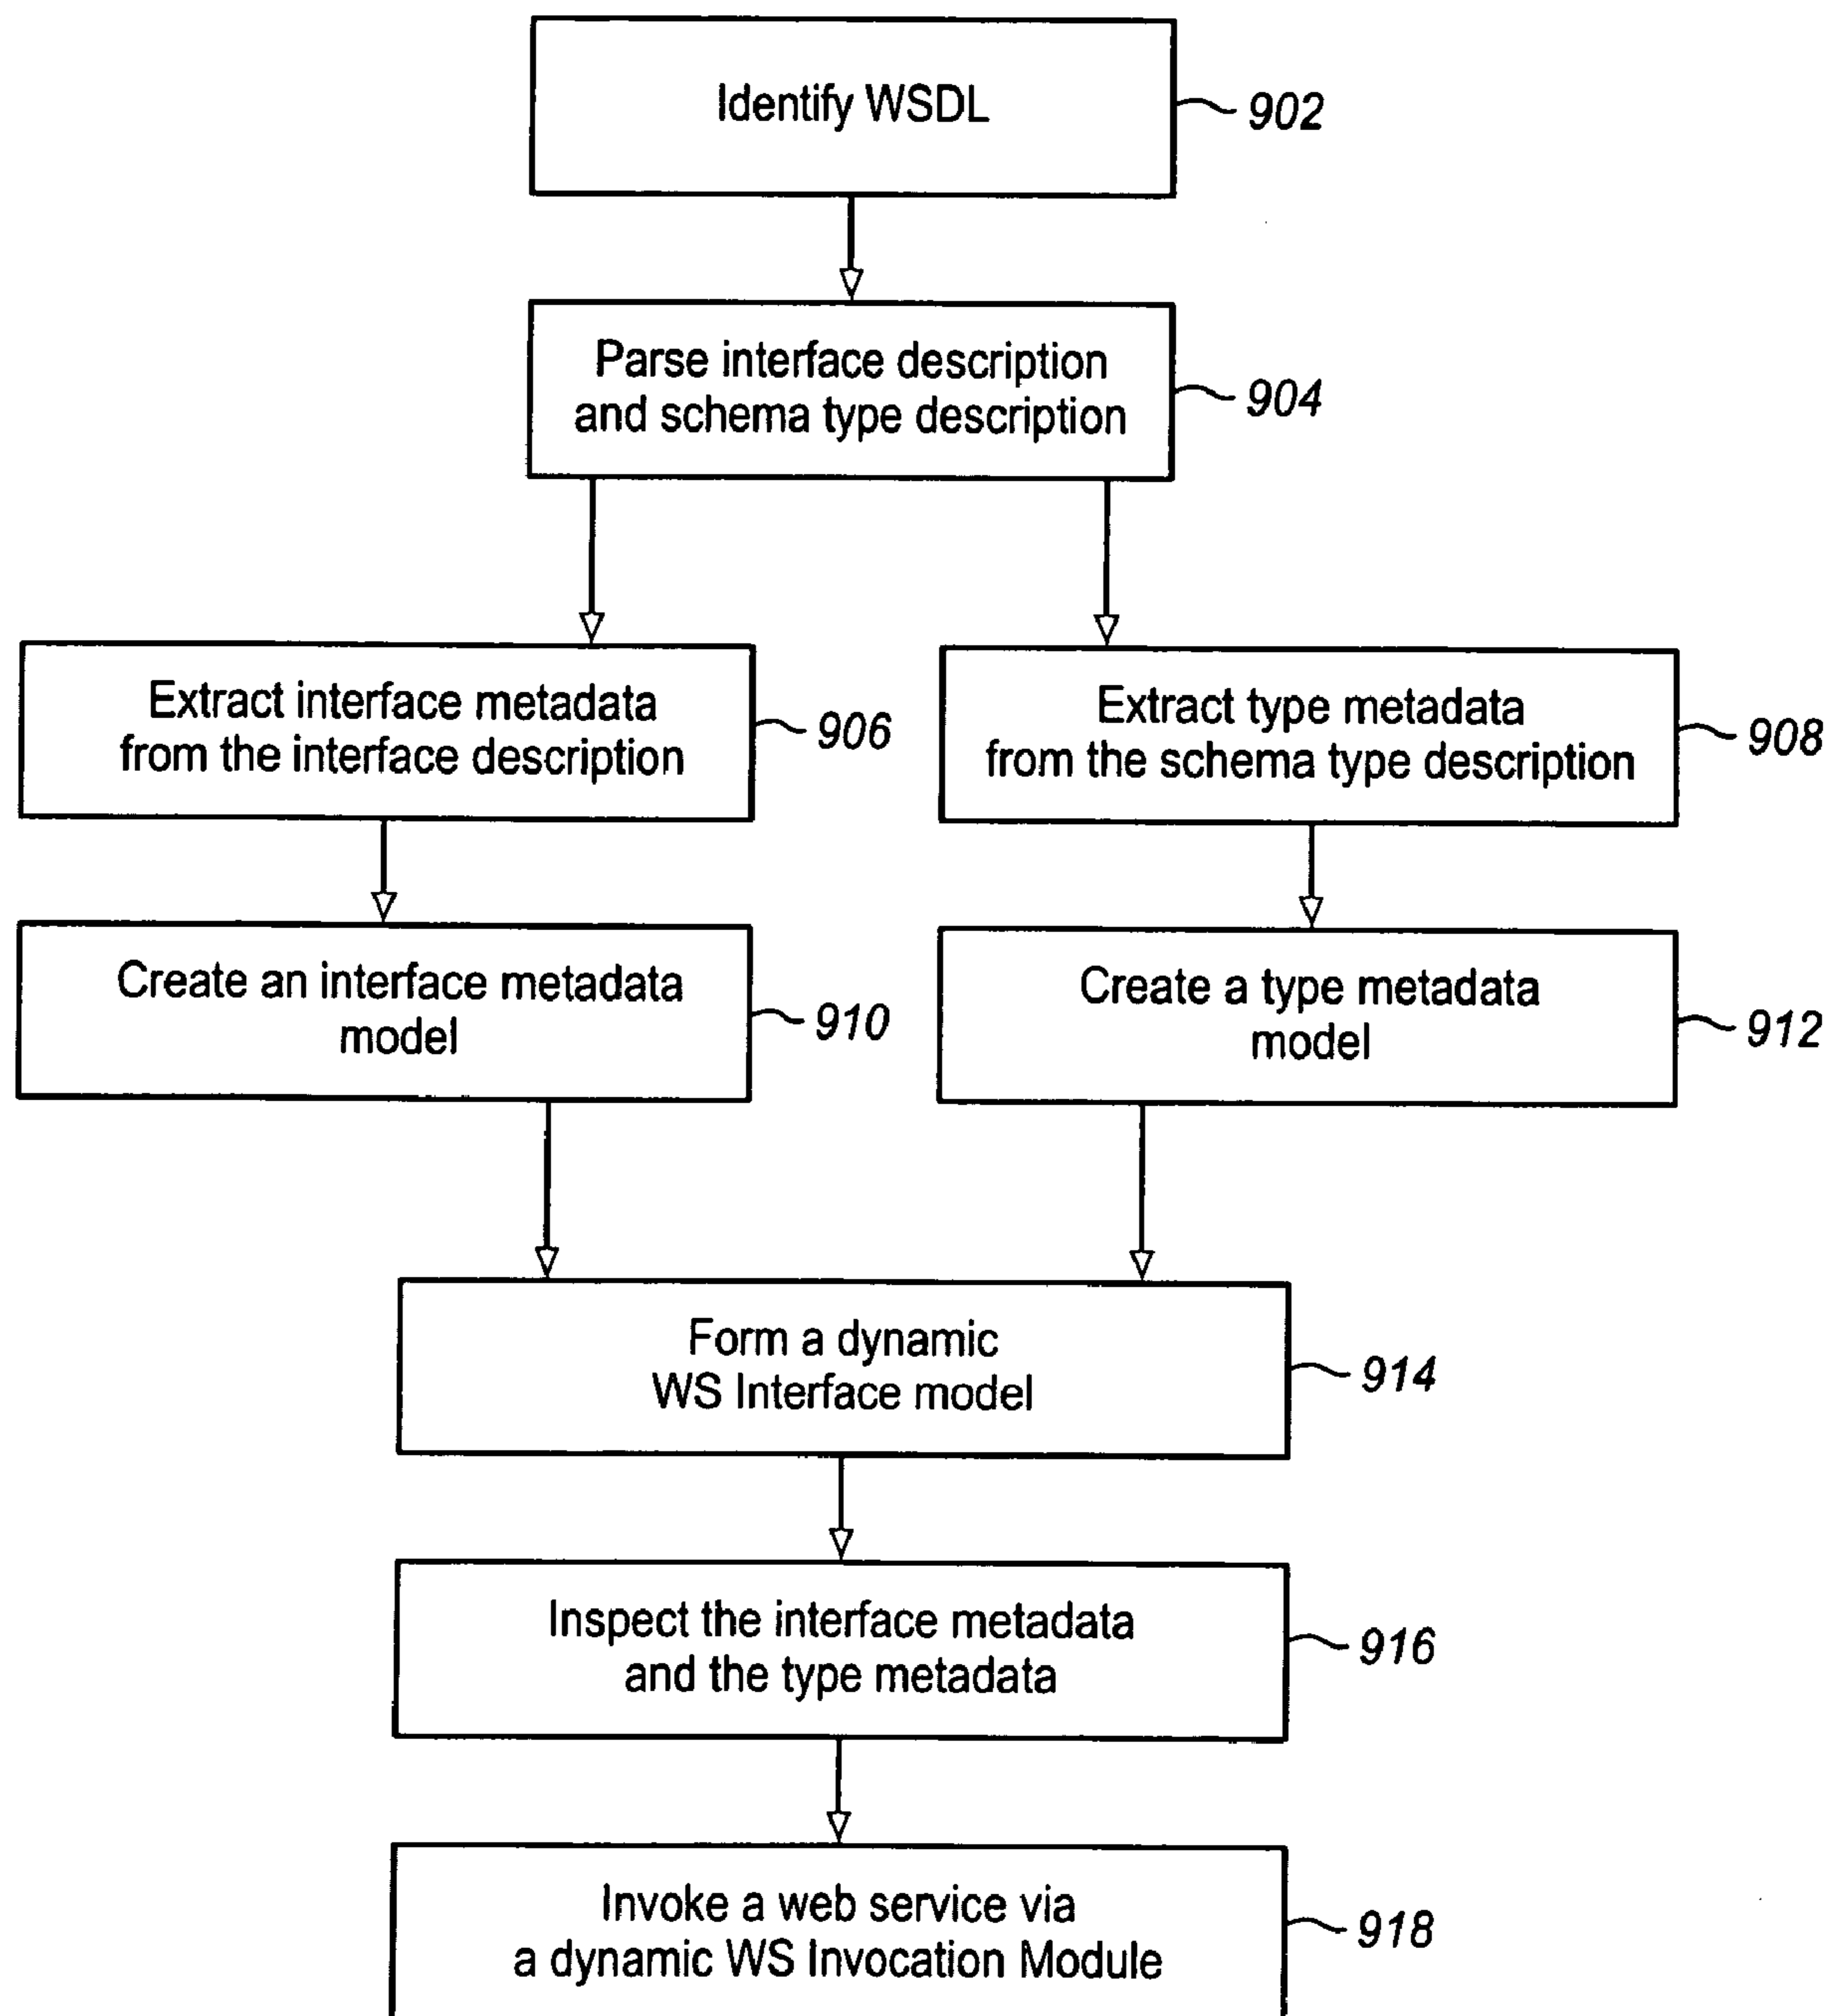 Identify WSDL
902
Parse interface description
and schema type description
904
Extract interface metadata
from the interface description
906
Extract type metadata
from the schema type description
908
Create an interface metadata
model
910
Create a type metadata
model
912
Form a dynamic
WS Interface model
914
Inspect the interface metadata
and the type metadata
916
Invoke a web service via
a dynamic WS Invocation Module
918